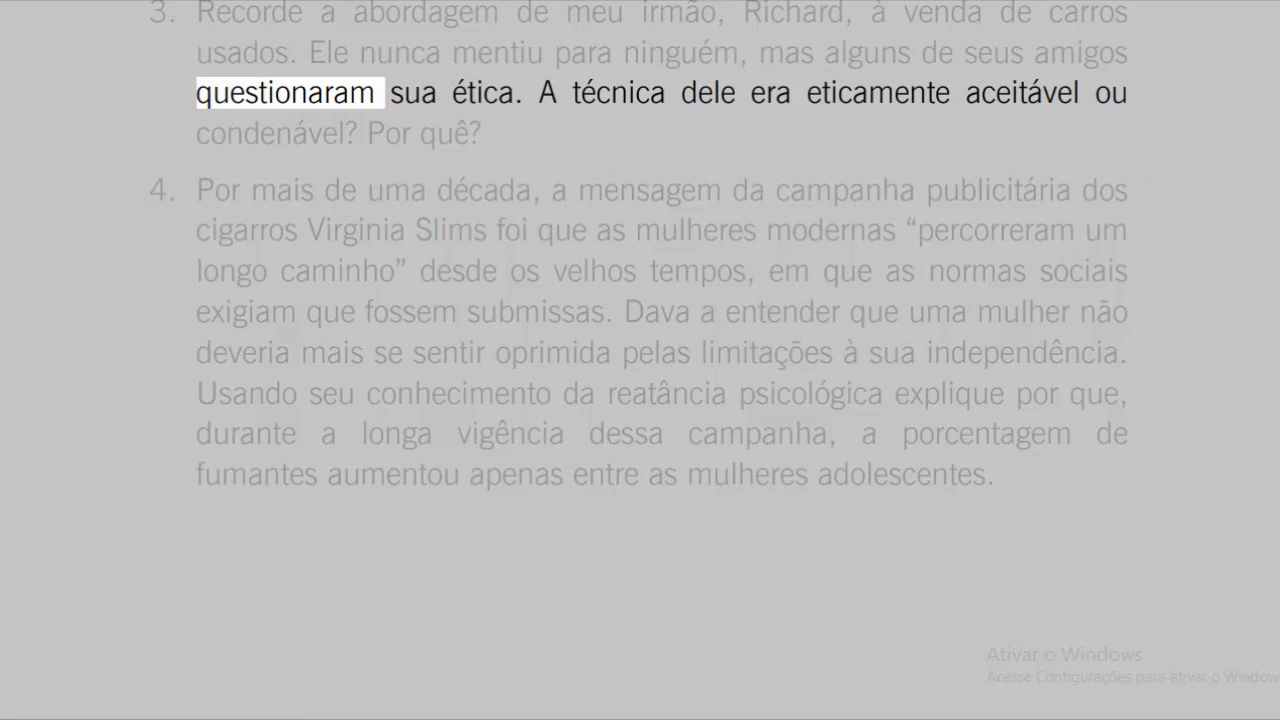 3. Recorde a abordagem de meu irmão, Richard, à venda de carros
usados. Ele nunca mentiu para ninguém, mas alguns de seus amigos
questionaram sua ética. A técnica dele era eticamente aceitável ou
condenável? Por quê?
4. Por mais de uma década, a mensagem da campanha publicitária dos
cigarros Virginia Slims foi que as mulheres modernas “percorreram um
longo caminho” desde os velhos tempos, em que as normas sociais
exigiam que fossem submissas. Dava a entender que uma mulher não
deveria mais se sentir oprimida pelas limitações à sua independência.
Usando seu conhecimento da reatância psicológica explique por que,
durante a longa vigência dessa campanha, a porcentagem de
fumantes aumentou apenas entre as mulheres adolescentes.
Ativar o Windows
Acesse Configurações para ativar o Window